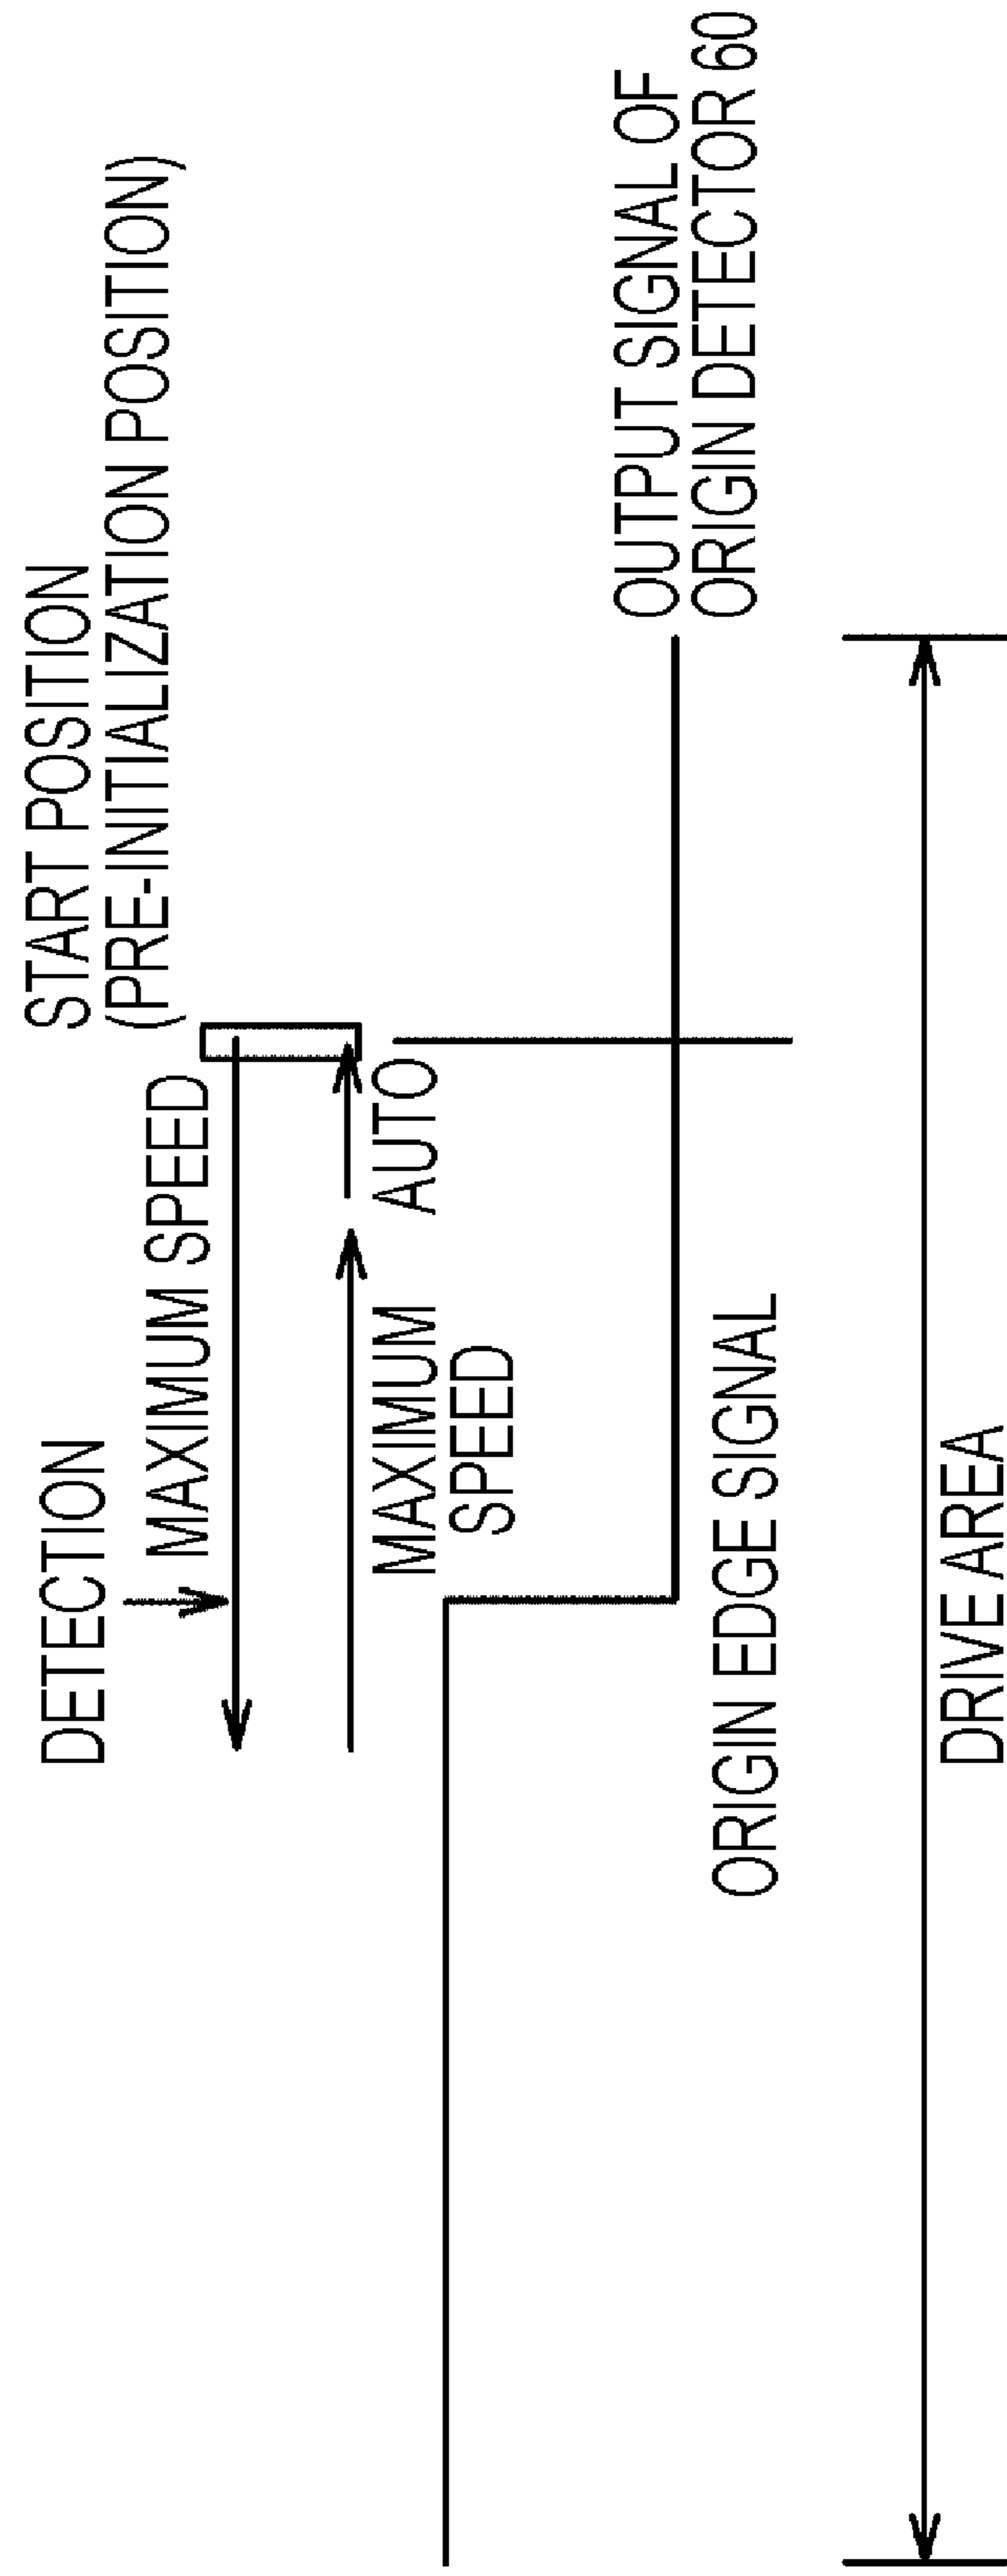 START POSITION
(PRE-INITIALIZATION POSITION)
DETECTION
MAXIMUM SPEED
MAXIMUM
SPEED
AUTO
OUTPUT SIGNAL OF
ORIGIN DETECTOR 60
ORIGIN EDGE SIGNAL
DRIVE AREA